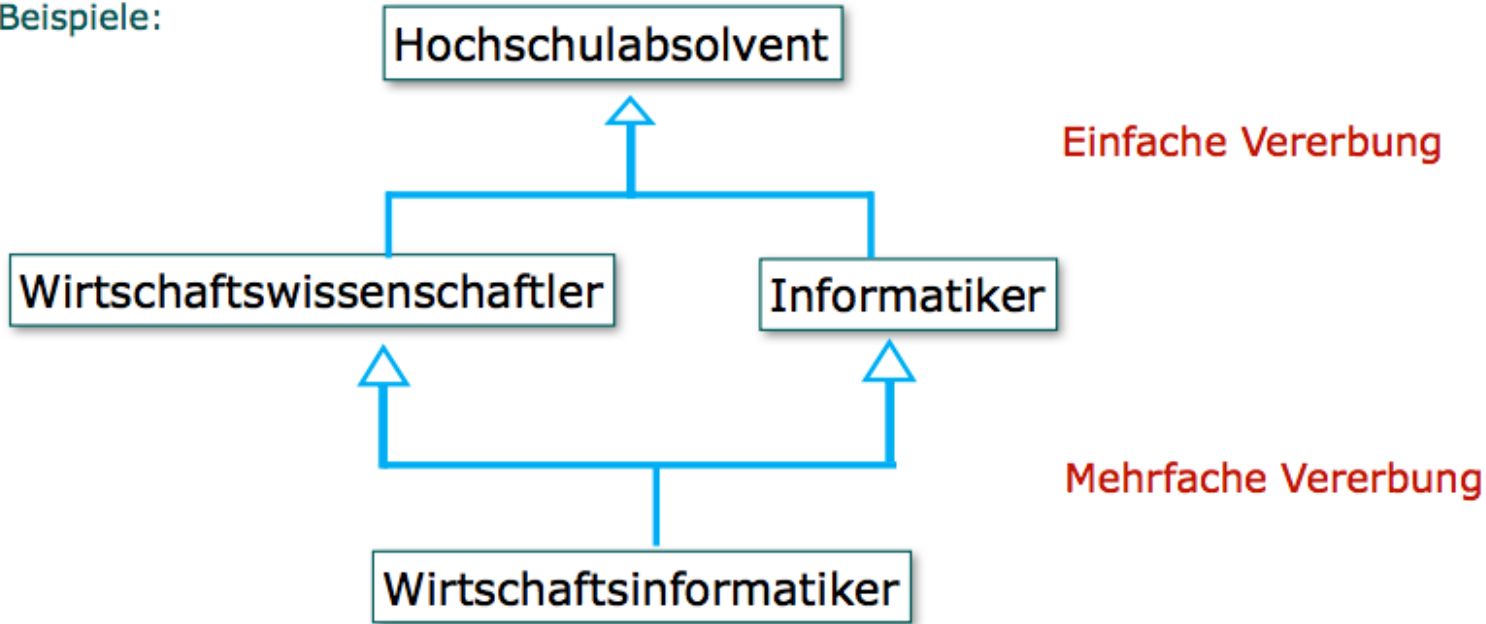 Beispiele:
Hochschulabsolvent
Einfache Vererbung
Wirtschaftswissenschaftler
Informatiker
Mehrfache Vererbung
Wirtschaftsinformatiker